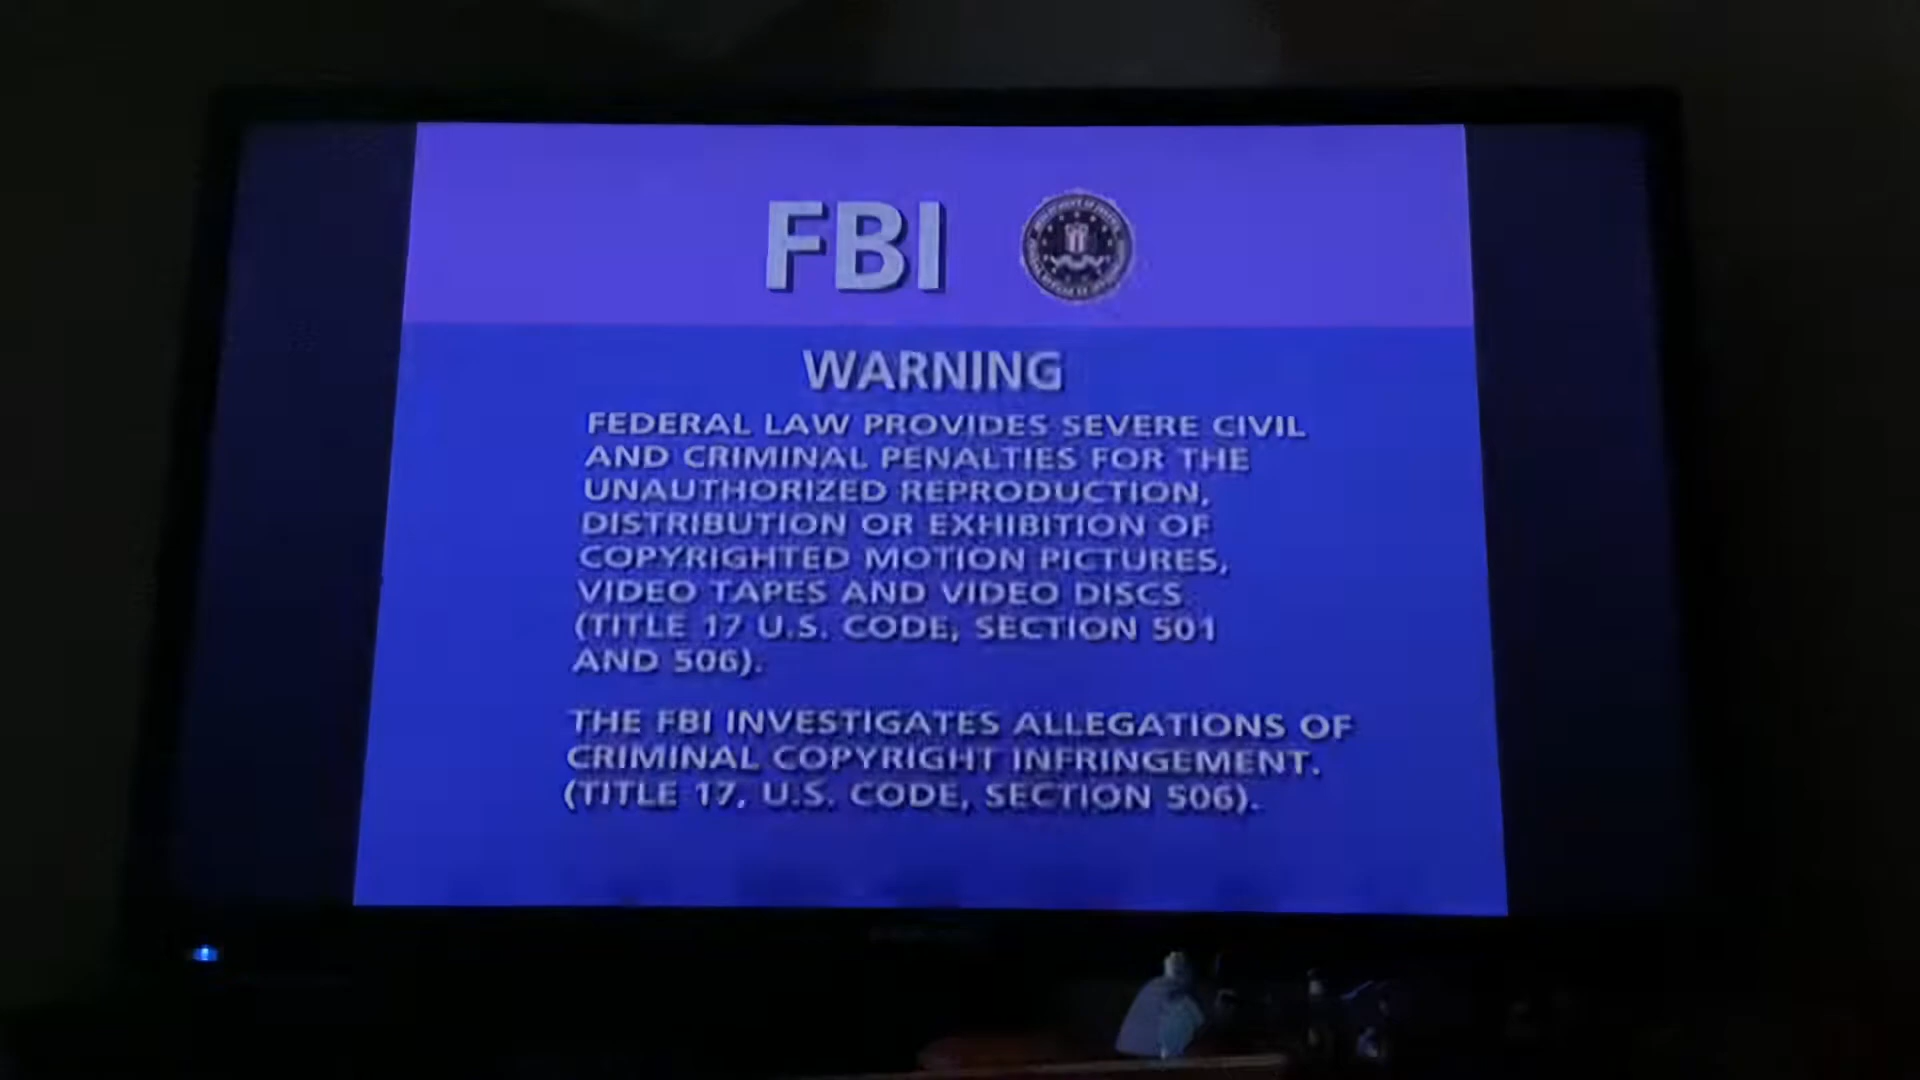 FBI
WARNING
FEDERAL LAW PROVIDES SEVERE CIVIL
AND CRIMINAL PENALTIES FOR THE
UNAUTHORIZED REPRODUCTION,
DISTRIBUTION OR EXHIBITION OF
COPYRIGHTED MOTION PICTURES,
VIDEO TAPES AND VIDEO DISCS
(TITLE 17 U.S. CODE, SECTION 501
AND 506).
THE FBI INVESTIGATES ALLEGATIONS OF
CRIMINAL COPYRIGHT INFRINGEMENT.
(TITLE 17, U.S. CODE, SECTION 506).